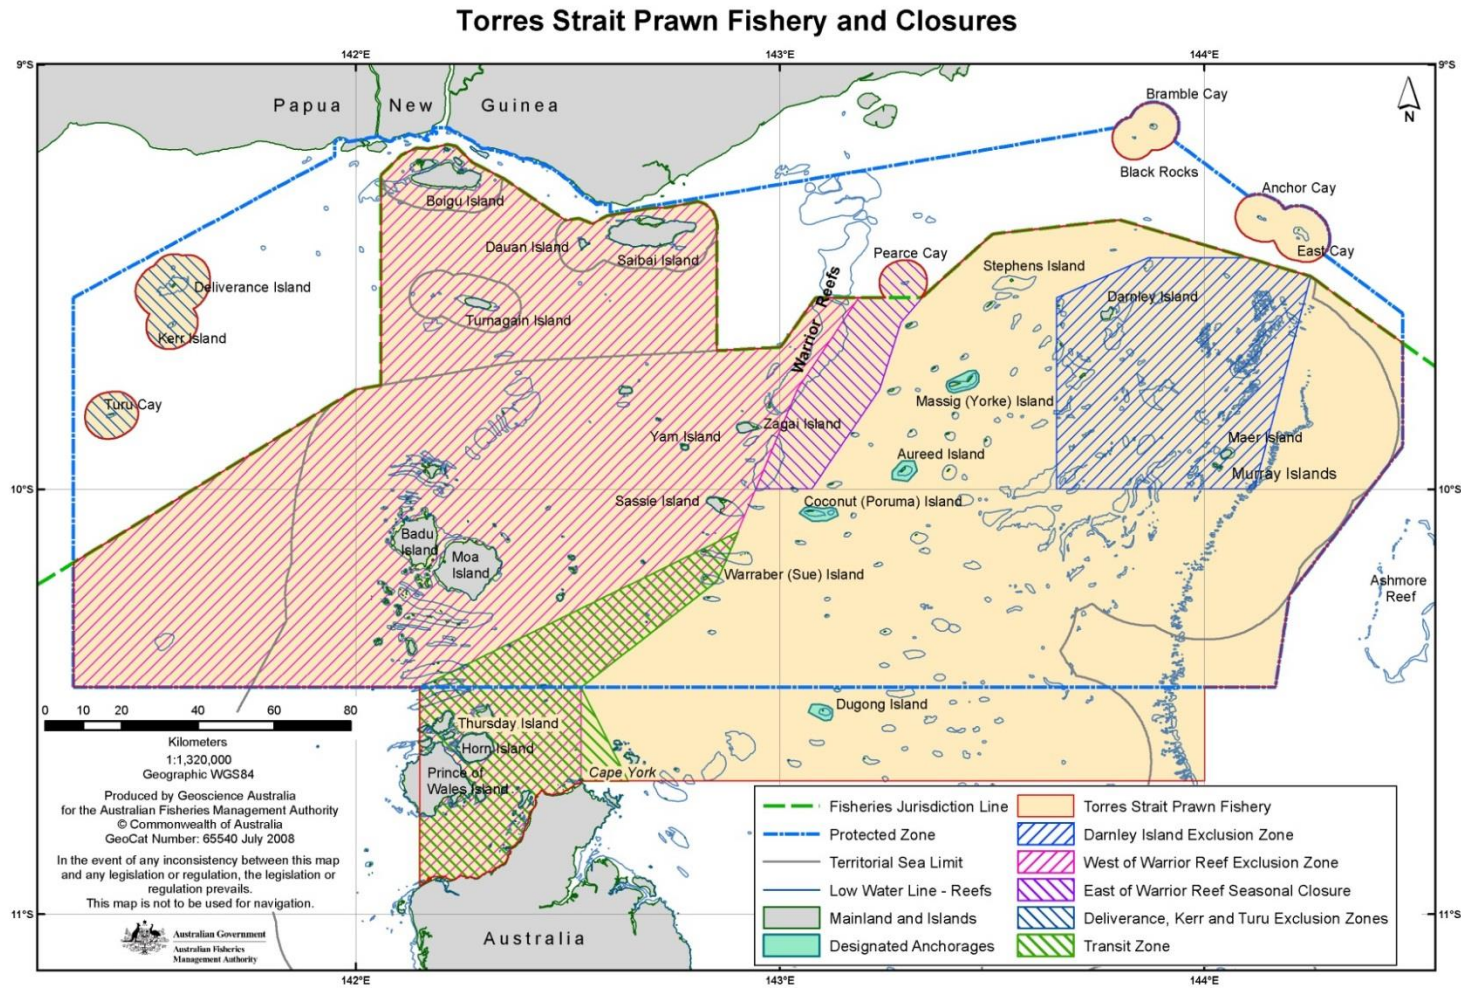 Torres Strait Prawn Fishery and Closures
142°E
143°E
144°E
9°S
9°S
Papua New Guinea
N
Bramble Cay
Black Rocks
Anchor Cay
East Cay
Boigu Island
Dauan Island
Saibai Island
Pearce Cay
Stephens Island
Deliverance Island
Kerr Island
Turnagain Island
Warrior Reefs
Darnley Island
Turu Cay
Massig (Yorke) Island
Zagai Island
Yam Island
Maer Island
Aureed Island
Murray Islands
10°S
10°S
Sassie Island
Coconut (Poruma) Island
Badu
Island
Moa
Island
Warraber (Sue) Island
Ashmore
Reef
Dugong Island
Thursday Island
Horn Island
Prince of
Wales Island
Cape York
0 10 20 40 60 80
Kilometers
1:1,320,000
Geographic WGS84
Produced by Geoscience Australia
for the Australian Fisheries Management Authority
© Commonwealth of Australia
GeoCat Number: 65540 July 2008
In the event of any inconsistency between this map
and any legislation or regulation, the legislation or
regulation prevails.
This map is not to be used for navigation.
Australian Government
Australian Fisheries
Management Authority
Australia
Fisheries Jurisdiction Line
Protected Zone
Territorial Sea Limit
Low Water Line - Reefs
Mainland and Islands
Designated Anchorages
Torres Strait Prawn Fishery
Darnley Island Exclusion Zone
West of Warrior Reef Exclusion Zone
East of Warrior Reef Seasonal Closure
Deliverance, Kerr and Turu Exclusion Zones
Transit Zone
11°S
11°S
142°E
143°E
144°E